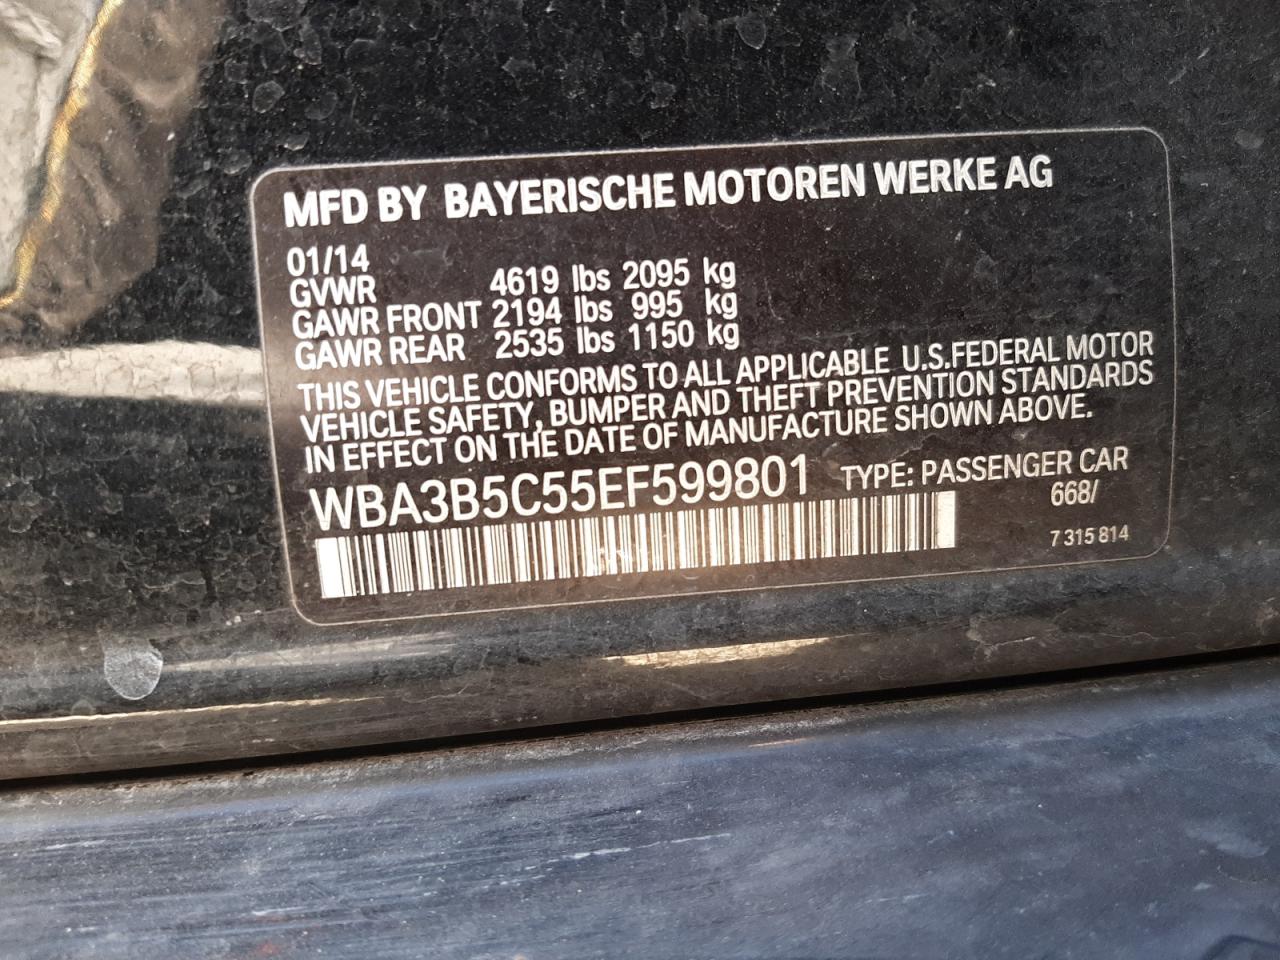 MFD BY BAYERISCHE MOTOREN WERKE AG
01/14
GVWR 4619 lbs 2095 kg
GAWR FRONT 2194 lbs 995 kg
GAWR REAR 2535 lbs 1150 kg
THIS VEHICLE CONFORMS TO ALL APPLICABLE U.S.FEDERAL MOTOR
VEHICLE SAFETY, BUMPER AND THEFT PREVENTION STANDARDS
IN EFFECT ON THE DATE OF MANUFACTURE SHOWN ABOVE.
WBA3B5C55EF599801 TYPE: PASSENGER CAR
668/
7 315 814